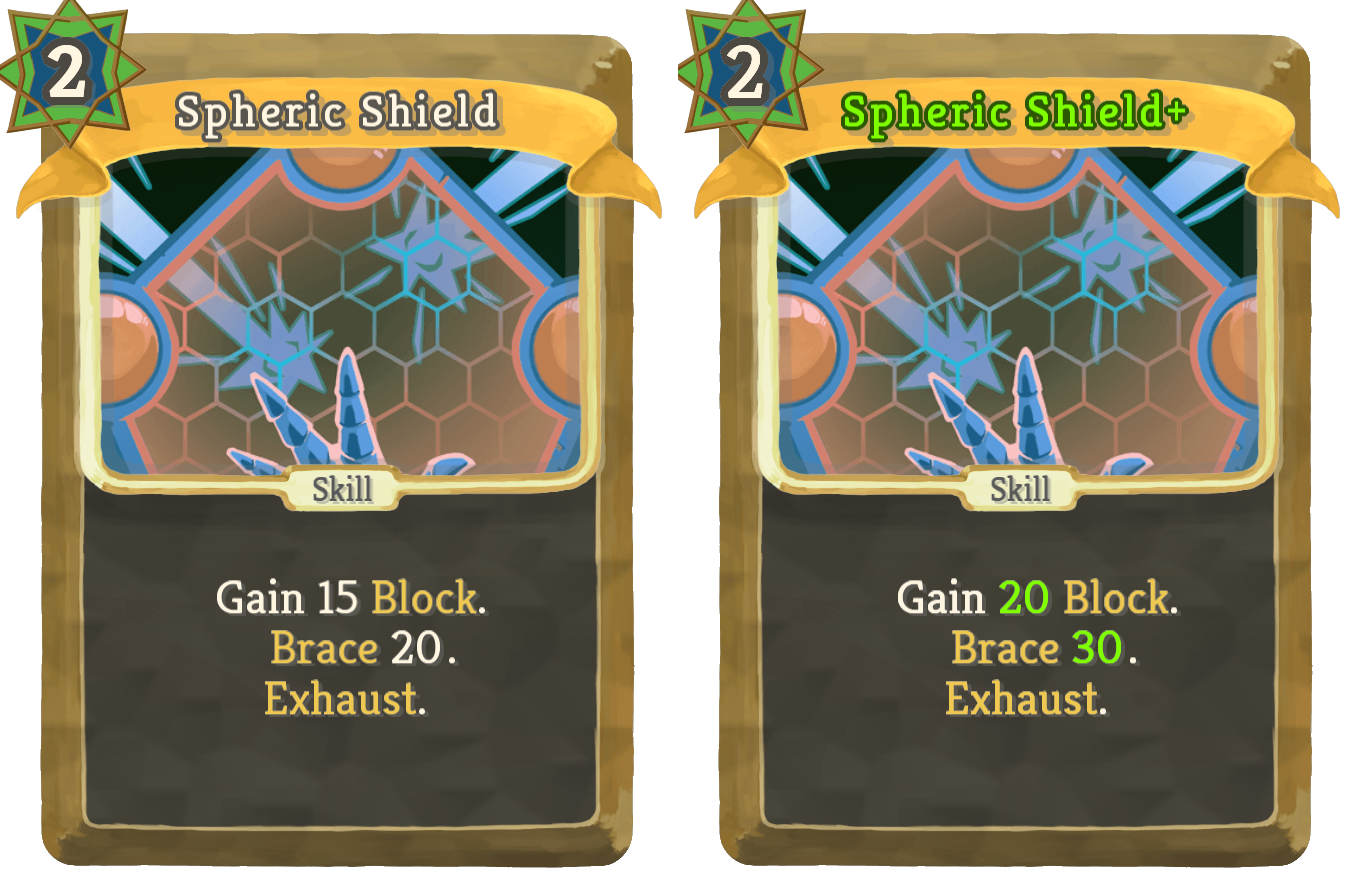 2
Spheric Shield
Skill
Gain 15 Block.
Brace 20.
Exhaust.
2
Spheric Shield+
Skill
Gain 20 Block.
Brace 30.
Exhaust.